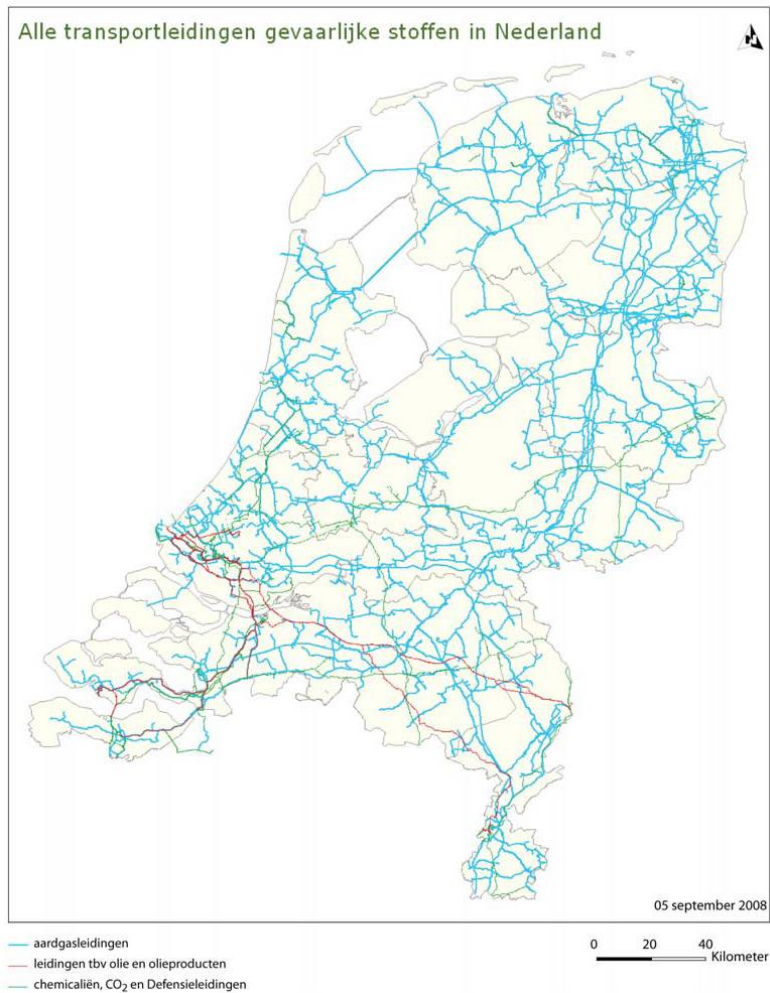 Alle transportleidingen gevaarlijke stoffen in Nederland
05 september 2008
aardgasleidingen
leidingen tbv olie en olieproducten
chemicaliën, CO₂ en Defensieleidingen
0 20 40
Kilometer